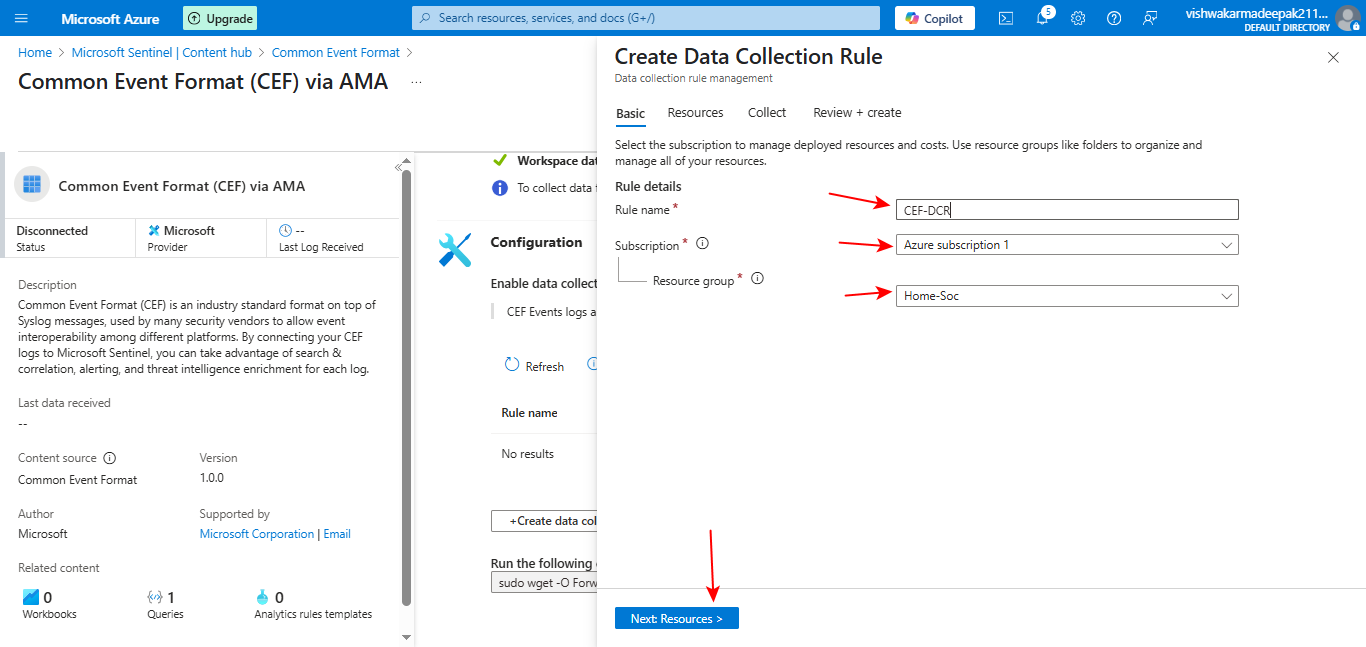 Microsoft Azure
Upgrade
Search resources, services, and docs (G+/)
Copilot
5
vishwakarmadeepak211...
DEFAULT DIRECTORY
Home > Microsoft Sentinel | Content hub > Common Event Format >
Common Event Format (CEF) via AMA ...
Common Event Format (CEF) via AMA
Disconnected
Status
Microsoft
Provider
--
Last Log Received
Description
Common Event Format (CEF) is an industry standard format on top of
Syslog messages, used by many security vendors to allow event
interoperability among different platforms. By connecting your CEF
logs to Microsoft Sentinel, you can take advantage of search &
correlation, alerting, and threat intelligence enrichment for each log.
Last data received
--
Content source
Common Event Format
Version
1.0.0
Author
Microsoft
Supported by
Microsoft Corporation | Email
Related content
0
Workbooks
1
Queries
0
Analytics rules templates
Workspace dat
To collect data f
Configuration
Enable data collect
CEF Events logs a
Refresh
Rule name
No results
+Create data col
Run the following
sudo wget -O Forw
Create Data Collection Rule
Data collection rule management
Basic
Resources
Collect
Review + create
Select the subscription to manage deployed resources and costs. Use resource groups like folders to organize and
manage all of your resources.
Rule details
Rule name *
CEF-DCR
Subscription *
Azure subscription 1
Resource group *
Home-Soc
Next: Resources >